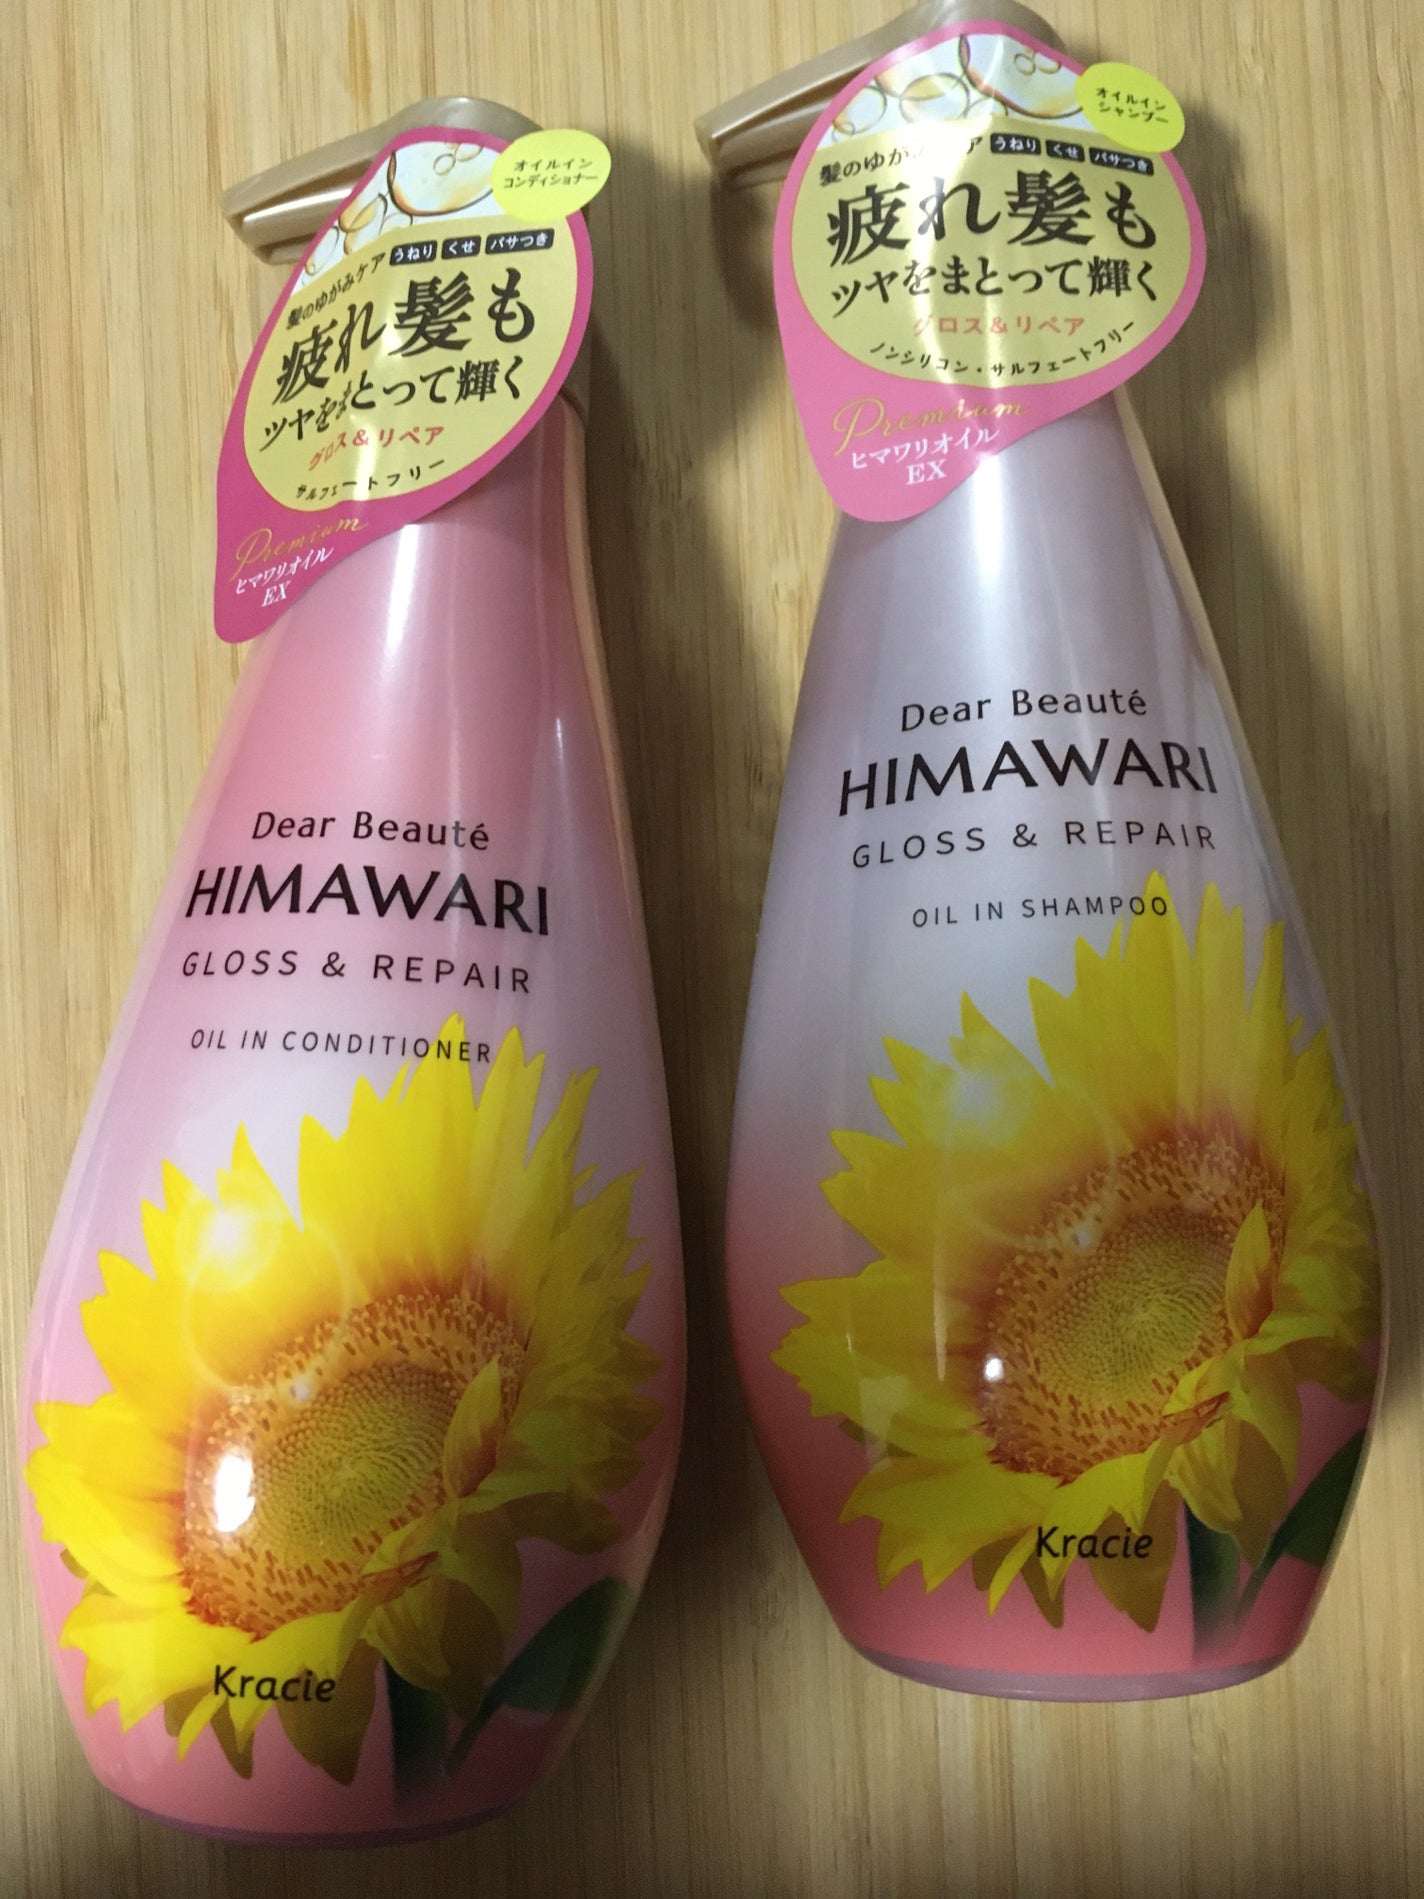 オイルイン
コンディショナー
髪のゆがみケア うねり くせ パサつき
疲れ髪も
ツヤをまとって輝く
グロス&リペア
サルフェートフリー
Premium
ヒマワリオイル
EX
Dear Beauté
HIMAWARI
GLOSS & REPAIR
OIL IN CONDITIONER
Kracie
オイルイン
シャンプー
髪のゆが ア うねり くせ パサつき
疲れ髪も
ツヤをまとって輝く
グロス&リペア
ノンシリコン・サルフェートフリー
Premium
ヒマワリオイル
EX
Dear Beauté
HIMAWARI
GLOSS & REPAIR
OIL IN SHAMPOO
Kracie